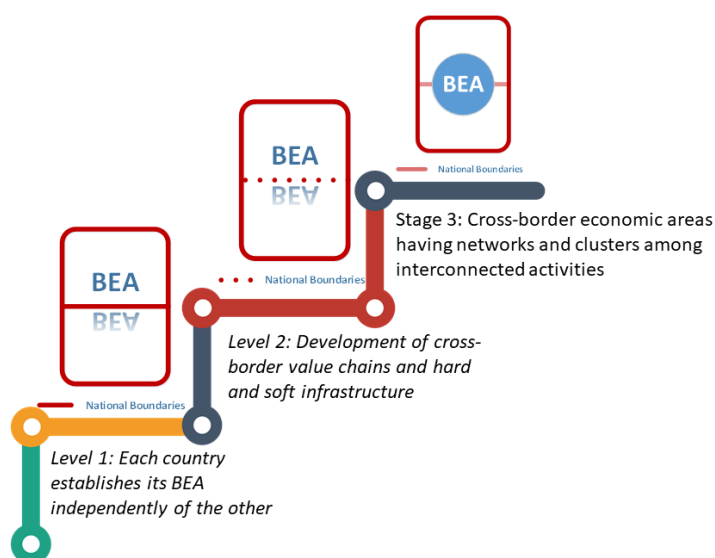 BEA
National Boundaries
Stage 3: Cross-border economic areas
having networks and clusters among
interconnected activities
BEA
BEA
National Boundaries
Level 2: Development of cross-
border value chains and hard
and soft infrastructure
BEA
BEA
National Boundaries
Level 1: Each country
establishes its BEA
independently of the other